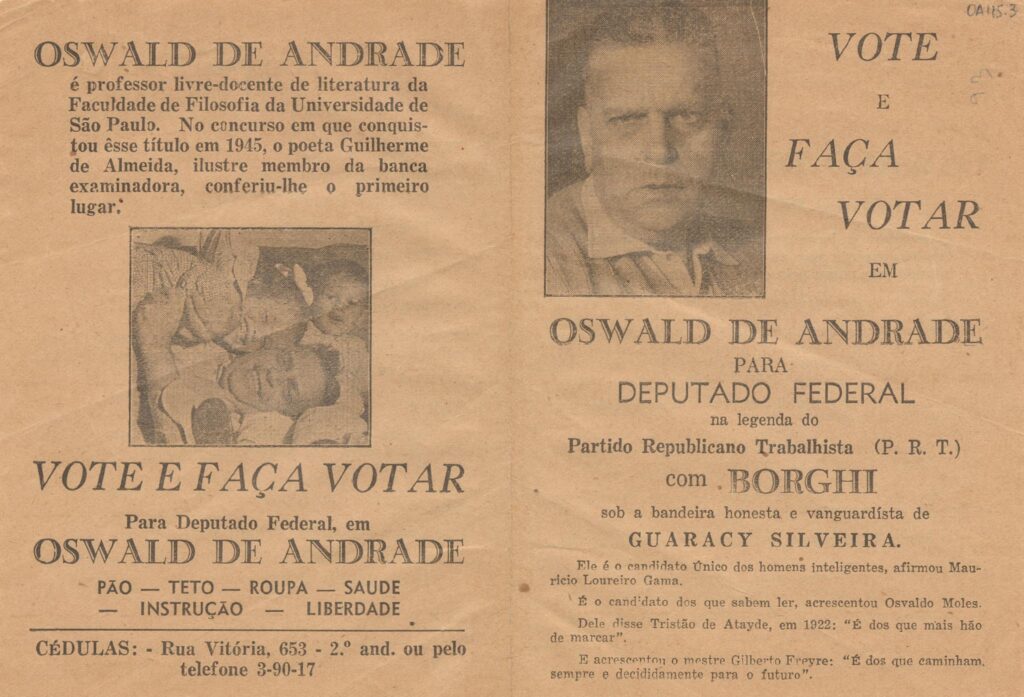 OSWALD DE ANDRADE
é professor livre-docente de literatura da
Faculdade de Filosofia da Universidade de
São Paulo. No concurso em que conquis-
tou êsse título em 1945, o poeta Guilherme
de Almeida, ilustre membro da banca
examinadora, conferiu-lhe o primeiro
lugar.
VOTE E FAÇA VOTAR
Para Deputado Federal, em
OSWALD DE ANDRADE
PÃO — TETO — ROUPA — SAUDE
— INSTRUÇÃO — LIBERDADE
CÉDULAS: - Rua Vitória, 653 - 2.º and. ou pelo
telefone 3-90-17
OA 45.3
VOTE
E
FAÇA
VOTAR
EM
OSWALD DE ANDRADE
PARA
DEPUTADO FEDERAL
na legenda do
Partido Republicano Trabalhista (P. R. T.)
com BORGHI
sob a bandeira honesta e vanguardísta de
GUARACY SILVEIRA.
Ele é o candidato Único dos homens inteligentes, afirmou Mau-
rício Loureiro Gama.
É o candidato dos que sabem ler, acrescentou Osvaldo Moles.
Dele disse Tristão de Atayde, em 1922: "É dos que mais hão
de marcar".
E acrescentou o mestre Gilberto Freyre: "É dos que caminham,
sempre e decididamente para o futuro".